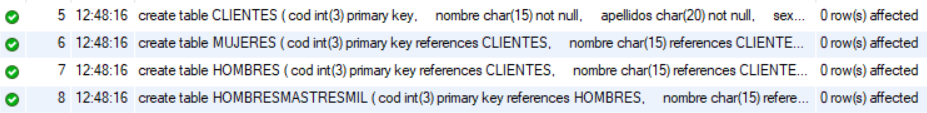 5 12:48:16 create table CLIENTES ( cod int(3) primary key, nombre char(15) not null, apellidos char(20) not null, sex... 0 row(s) affected
6 12:48:16 create table MUJERES ( cod int(3) primary key references CLIENTES, nombre char(15) references CLIENTE... 0 row(s) affected
7 12:48:16 create table HOMBRES ( cod int(3) primary key references CLIENTES, nombre char(15) references CLIENTE... 0 row(s) affected
8 12:48:16 create table HOMBRESMASTRESMIL ( cod int(3) primary key references HOMBRES, nombre char(15) refere... 0 row(s) affected